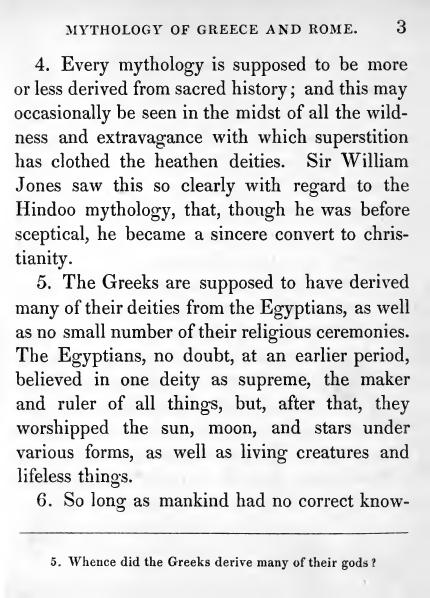 MYTHOLOGY OF GREECE AND ROME. 3
4. Every mythology is supposed to be more
or less derived from sacred history; and this may
occasionally be seen in the midst of all the wild-
ness and extravagance with which superstition
has clothed the heathen deities. Sir William
Jones saw this so clearly with regard to the
Hindoo mythology, that, though he was before
sceptical, he became a sincere convert to chris-
tianity.
5. The Greeks are supposed to have derived
many of their deities from the Egyptians, as well
as no small number of their religious ceremonies.
The Egyptians, no doubt, at an earlier period,
believed in one deity as supreme, the maker
and ruler of all things, but, after that, they
worshipped the sun, moon, and stars under
various forms, as well as living creatures and
lifeless things.
6. So long as mankind had no correct know-
5. Whence did the Greeks derive many of their gods?